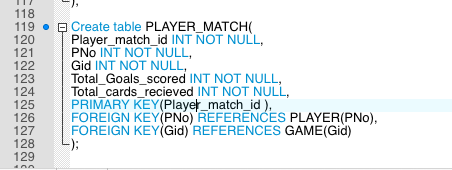 117
);
119 Create table PLAYER_MATCH(
120 Player_match_id INT NOT NULL,
121 PNo INT NOT NULL,
122 Gid INT NOT NULL,
123 Total_Goals_scored INT NOT NULL,
124 Total_cards_recieved INT NOT NULL,
125 PRIMARY KEY(Player_match_id ),
126 FOREIGN KEY(PNo) REFERENCES PLAYER(PNo),
127 FOREIGN KEY(Gid) REFERENCES GAME(Gid)
128 );
129